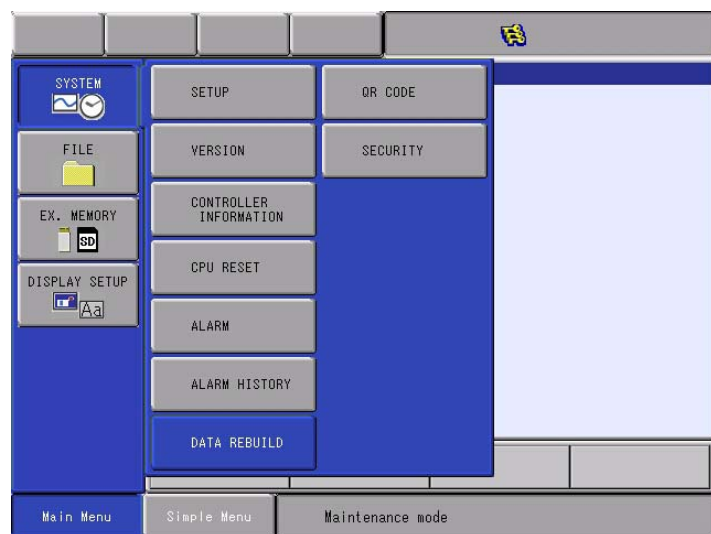 SYSTEM
FILE
EX. MEMORY
SD
DISPLAY SETUP
Aa
SETUP
VERSION
CONTROLLER
INFORMATION
CPU RESET
ALARM
ALARM HISTORY
DATA REBUILD
QR CODE
SECURITY
Main Menu
Simple Menu
Maintenance mode